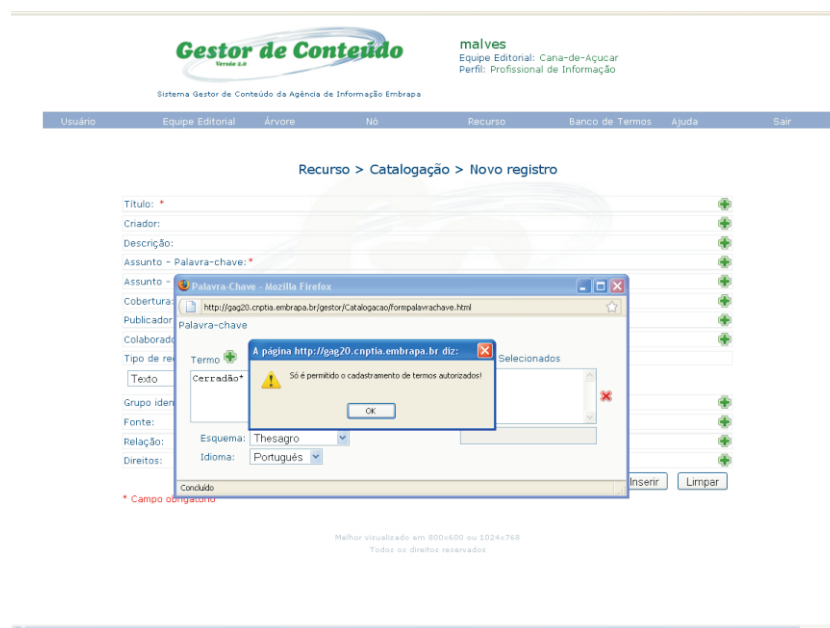 Gestor de Conteúdo
Versão 2.0
Sistema Gestor de Conteúdo da Agência de Informação Embrapa
malves
Equipe Editorial: Cana-de-Açucar
Perfil: Profissional de Informação
Usuário Equipe Editorial Árvore Nó Recurso Banco de Termos Ajuda Sair
Recurso > Catalogação > Novo registro
Título: *
Criador:
Descrição:
Assunto - Palavra-chave: *
Assunto -
Cobertura:
Publicador
Colaborado
Tipo de re
Texto
Grupo iden
Fonte:
Relação:
Direitos:
Palavra-Chave - Mozilla Firefox
http://gag20.cnptia.embrapa.br/gestor/Catalogacao/formpalavrachave.html
Palavra-chave
Termo
Selecionados
Cerradão*
A página http://gag20.cnptia.embrapa.br diz:
Só é permitido o cadastramento de termos autorizados!
OK
Esquema: Thesagro
Idioma: Português
Concluído
Inserir Limpar
* Campo obrigatório
Melhor visualizado em 800x600 ou 1024x768
Todos os direitos reservados